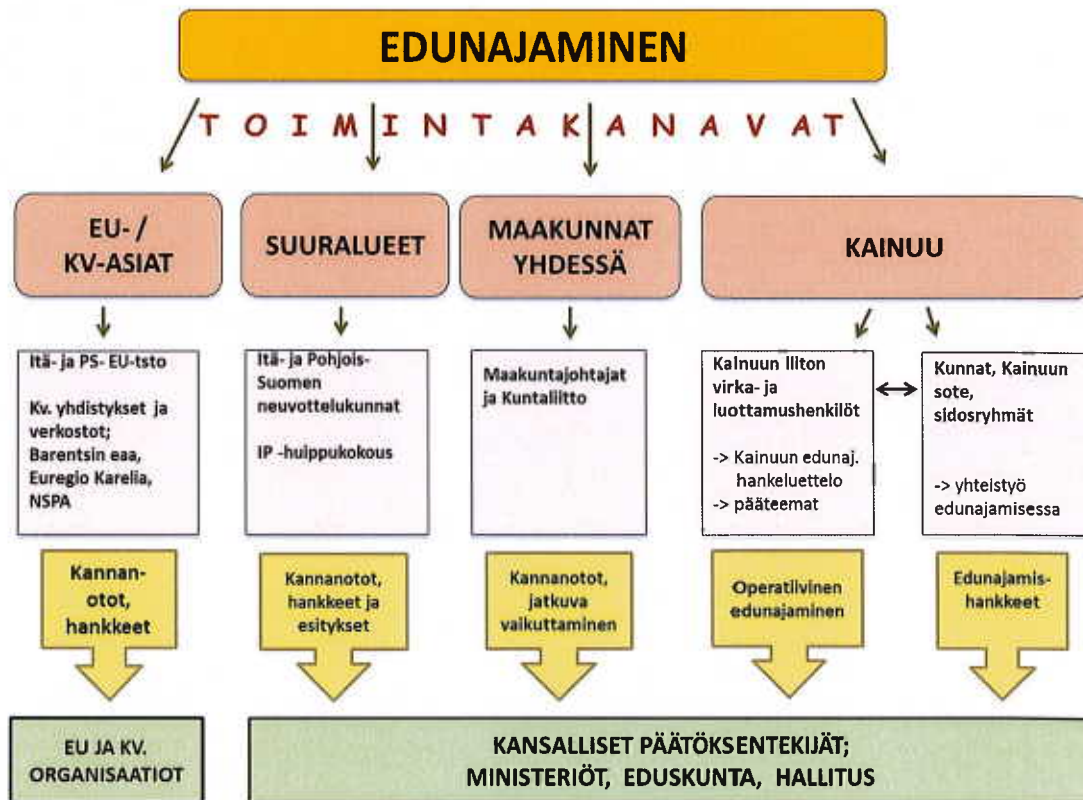 EDUNAJAMINEN
TOIMINTAKANAVAT
EU- /
KV-ASIAT
SUURALUEET
MAAKUNNAT
YHDESSÄ
KAINUU
Itä- ja PS- EU-tsto
Kv. yhdistykset ja
verkostot;
Barentsin eaa,
Euregio Karelia,
NSPA
Itä- ja Pohjois-
Suomen
neuvottelukunnat
IP -huippukokous
Maakuntajohtajat
ja Kuntaliitto
Kainuun liiton
virka- ja
luottamushenkilöt
-> Kainuun edunaj.
hankeluettelo
-> pääteemat
Kunnat, Kainuun
sote,
sidosryhmät
-> yhteistyö
edunajamisessa
Kannan-
otot,
hankkeet
Kannanotot,
hankkeet ja
esitykset
Kannanotot,
jatkuva
vaikuttaminen
Operatiivinen
edunajaminen
Edunajamis-
hankkeet
EU JA KV.
ORGANISAATIOT
KANSALLISET PÄÄTÖKSENTEKIJÄT;
MINISTERIÖT, EDUSKUNTA, HALLITUS